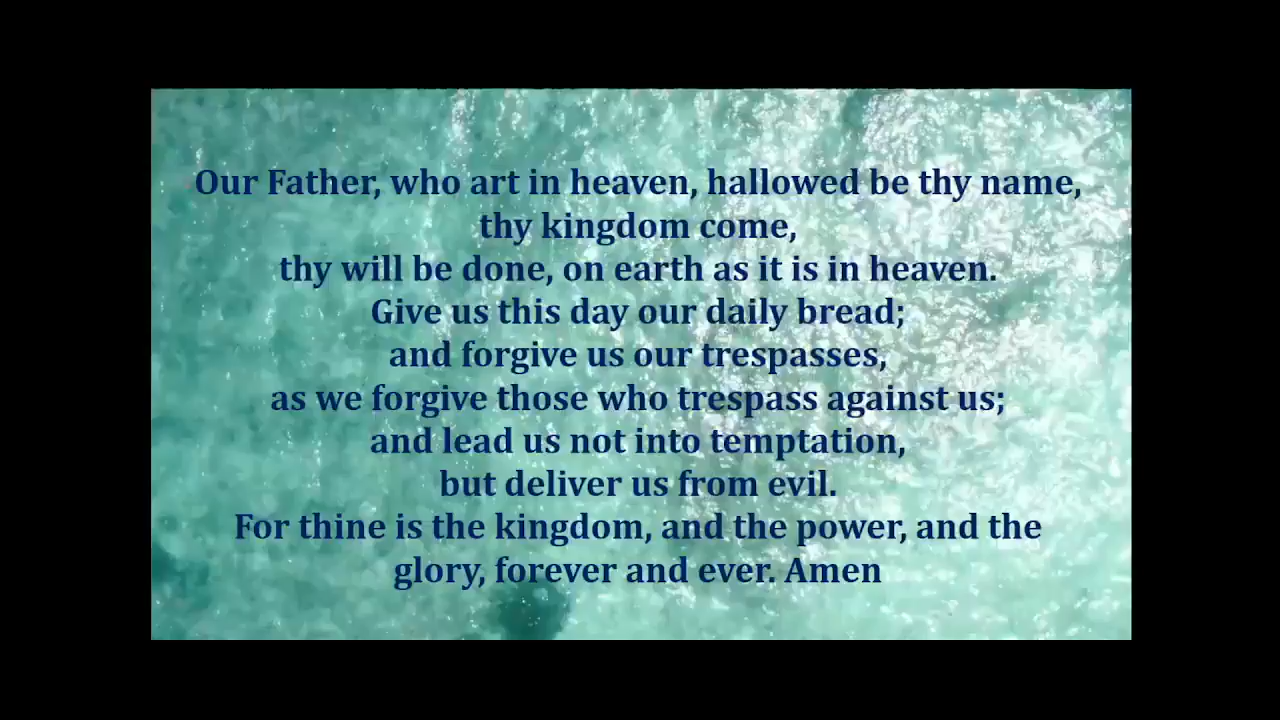 Our Father, who art in heaven, hallowed be thy name,
thy kingdom come,
thy will be done, on earth as it is in heaven.
Give us this day our daily bread;
and forgive us our trespasses,
as we forgive those who trespass against us;
and lead us not into temptation,
but deliver us from evil.
For thine is the kingdom, and the power, and the
glory, forever and ever. Amen